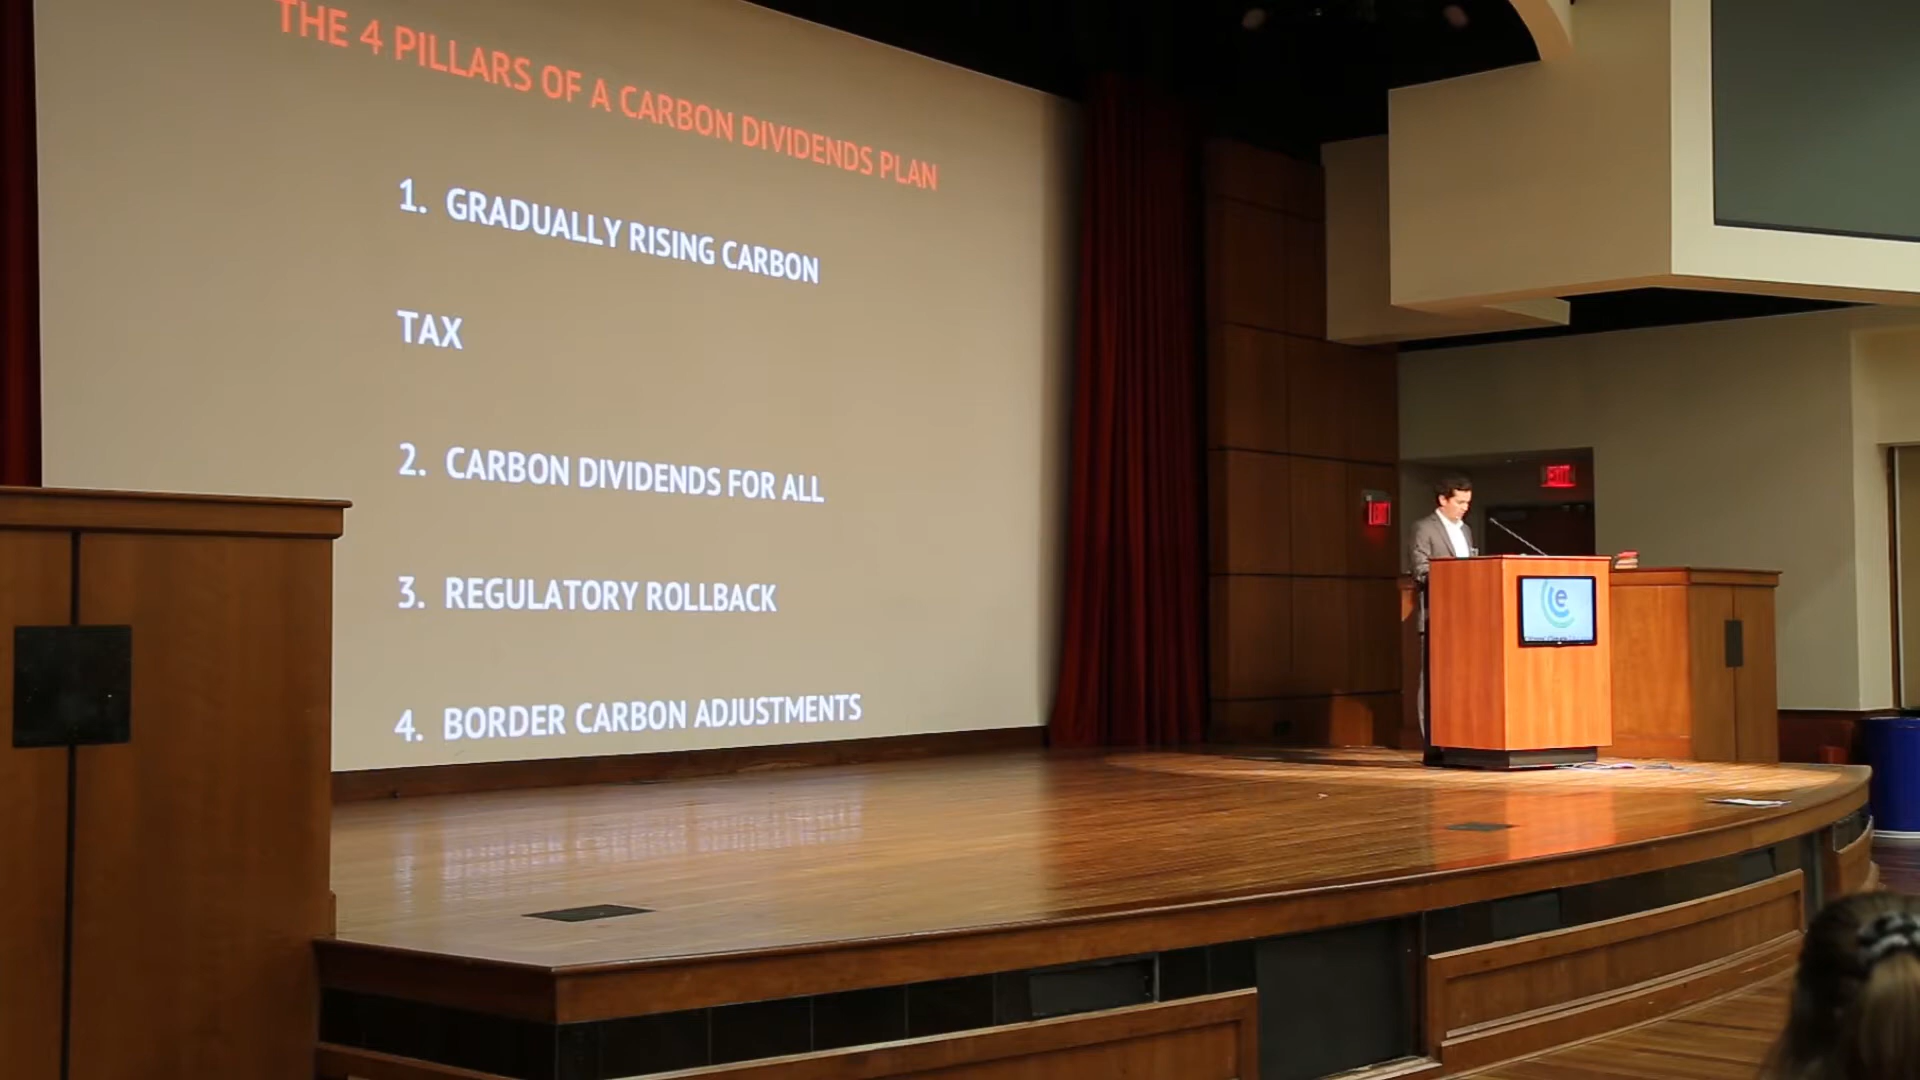 THE 4 PILLARS OF A CARBON DIVIDENDS PLAN
1. GRADUALLY RISING CARBON
TAX
2. CARBON DIVIDENDS FOR ALL
3. REGULATORY ROLLBACK
4. BORDER CARBON ADJUSTMENTS
EXIT
EXIT
e